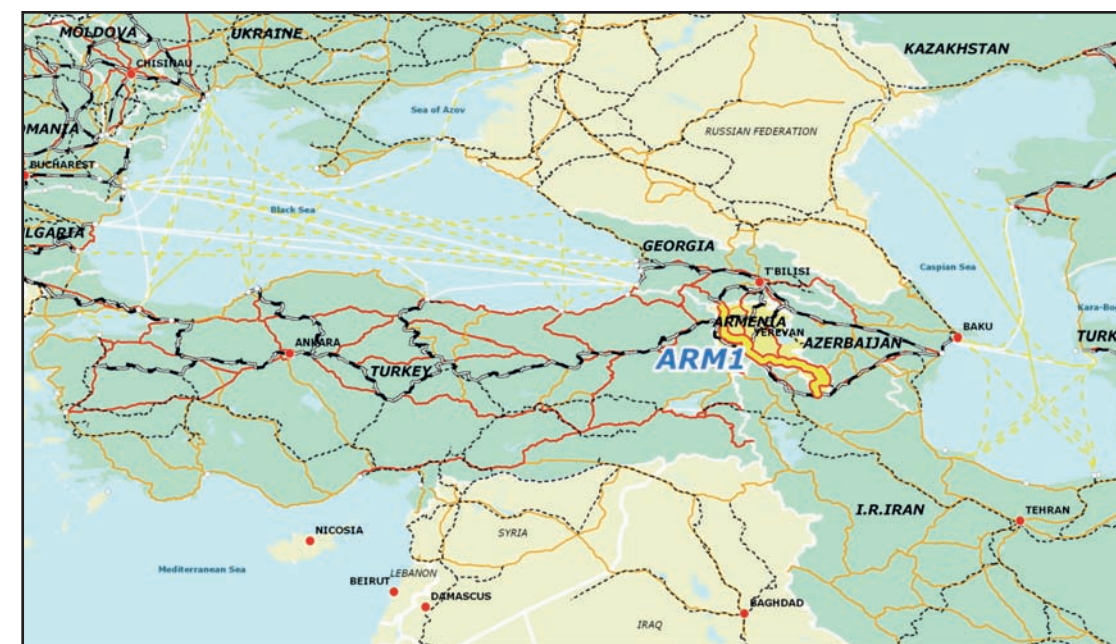 MOLDOVA
UKRAINE
KAZAKHSTAN
CHISINAU
Sea of Azov
OMANIA
RUSSIAN FEDERATION
BUCHAREST
Black Sea
LGARIA
GEORGIA
T'BILISI
Caspian Sea
Kara-Bo
ARMENIA
YEREVAN
BAKU
TURK
ANKARA
AZERBAIJAN
ARM1
TURKEY
I.R.IRAN
TEHRAN
NICOSIA
SYRIA
Mediterranean Sea
LEBANON
BEIRUT
DAMASCUS
BAGHDAD
IRAQ